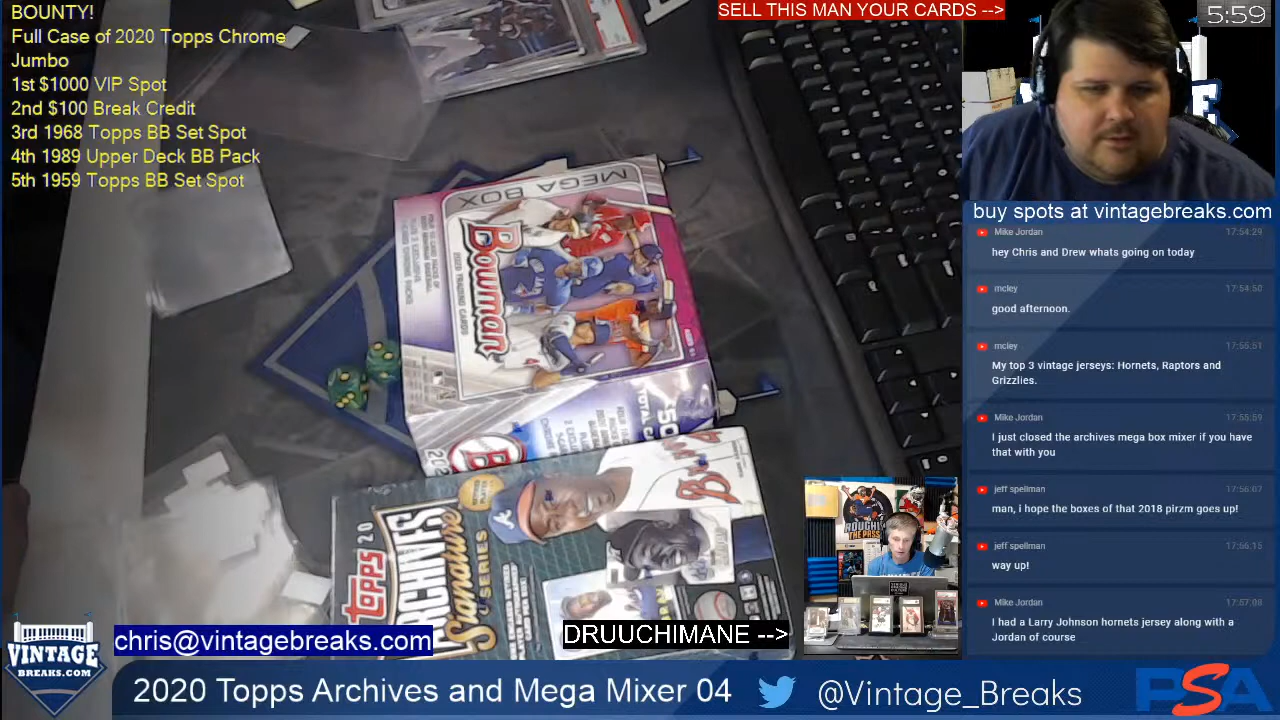 BOUNTY!
Full Case of 2020 Topps Chrome
Jumbo
1st $1000 VIP Spot
2nd $100 Break Credit
3rd 1968 Topps BB Set Spot
4th 1989 Upper Deck BB Pack
5th 1959 Topps BB Set Spot
SELL THIS MAN YOUR CARDS -->
5:59
buy spots at vintagebreaks.com
Mike Jordan 17:54:29
hey Chris and Drew whats going on today
mcley 17:54:50
good afternoon.
mcley 17:55:51
My top 3 vintage jerseys: Hornets, Raptors and
Grizzlies.
Mike Jordan 17:55:59
I just closed the archives mega box mixer if you have
that with you
jeff spellman 17:56:07
man, i hope the boxes of that 2018 pirzm goes up!
jeff spellman 17:56:15
way up!
Mike Jordan 17:57:08
I had a Larry Johnson hornets jersey along with a
Jordan of course
MEGA BOX
Bowman
2020 TRADING CARDS
topps
20
ARCHIVES
Signature
SERIES
ROUGHING
THE PASS
chris@vintagebreaks.com
DRUUCHIMANE -->
VINTAGE
BREAKS.COM
2020 Topps Archives and Mega Mixer 04
@Vintage_Breaks
PSA